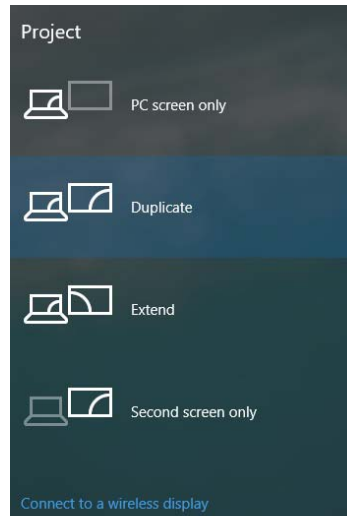 Project
PC screen only
Duplicate
Extend
Second screen only
Connect to a wireless display